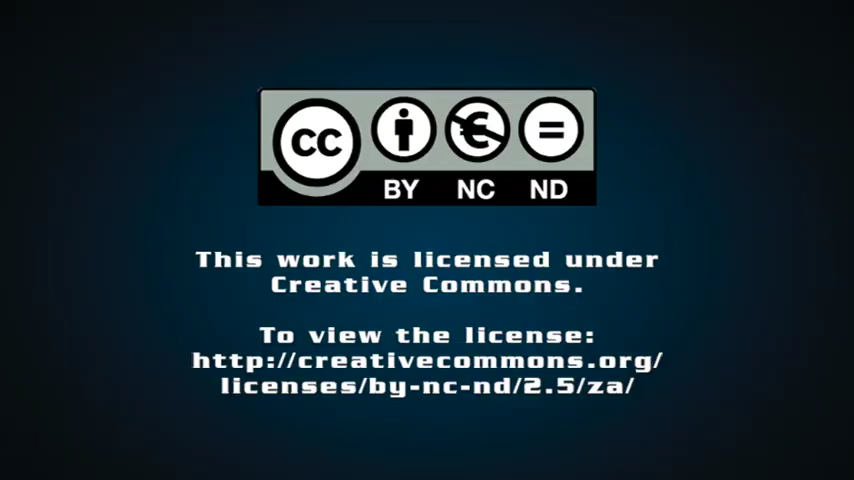 CC
BY NC ND
This work is licensed under
Creative Commons.
To view the license:
http://creativecommons.org/
licenses/by-nc-nd/2.5/za/